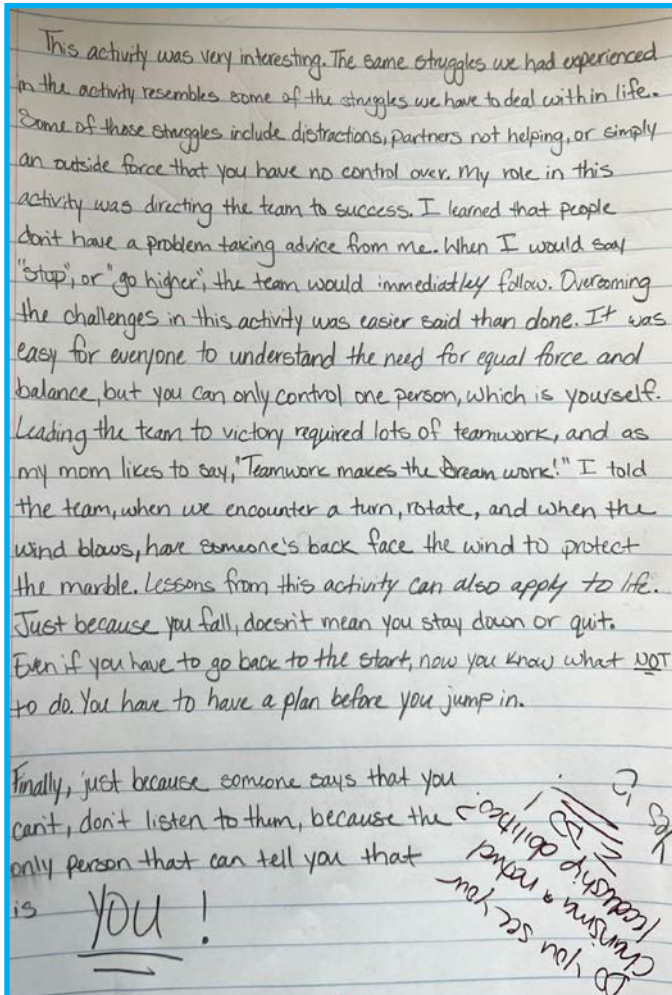 This activity was very interesting. The same struggles we had experienced
in the activity resembles some of the struggles we have to deal within life.
Some of those struggles include distractions, partners not helping, or simply
an outside force that you have no control over. My role in this
activity was directing the team to success. I learned that people
don't have a problem taking advice from me. When I would say
"stop", or "go higher", the team would immediatley follow. Overcoming
the challenges in this activity was easier said than done. It was
easy for everyone to understand the need for equal force and
balance, but you can only control one person, which is yourself.
Leading the team to victory required lots of teamwork, and as
my mom likes to say, "Teamwork makes the Dream work!" I told
the team, when we encounter a turn, rotate, and when the
wind blows, have someone's back face the wind to protect
the marble. Lessons from this activity can also apply to life.
Just because you fall, doesn't mean you stay down or quit.
Even if you have to go back to the start, now you know what NOT
to do. You have to have a plan before you jump in.
Finally, just because someone says that you
can't, don't listen to them, because the
only person that can tell you that
is YOU!
Do you see your
charisma & natural
leadership abilities?
I DO!
Yes :)